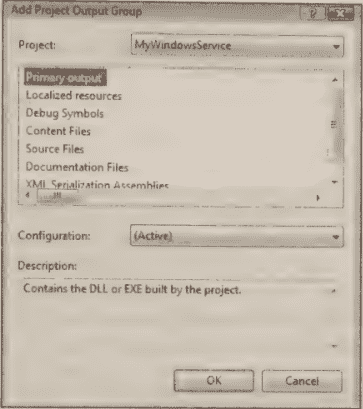 Add Project Output Group
Project: MyWindowsService
Primary output
Localized resources
Debug Symbols
Content Files
Source Files
Documentation Files
XML Serialization Assemblies
Configuration: (Active)
Description:
Contains the DLL or EXE built by the project.
OK Cancel